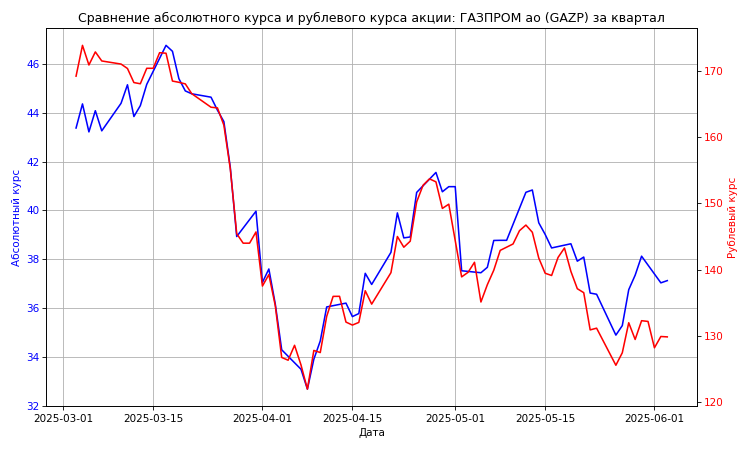 Сравнение абсолютного курса и рублевого курса акции: ГАЗПРОМ ао (GAZP) за квартал
Абсолютный курс
46
44
42
40
38
36
34
32
170
160
150
140
130
120
Рублевый курс
2025-03-01 2025-03-15 2025-04-01 2025-04-15 2025-05-01 2025-05-15 2025-06-01
Дата